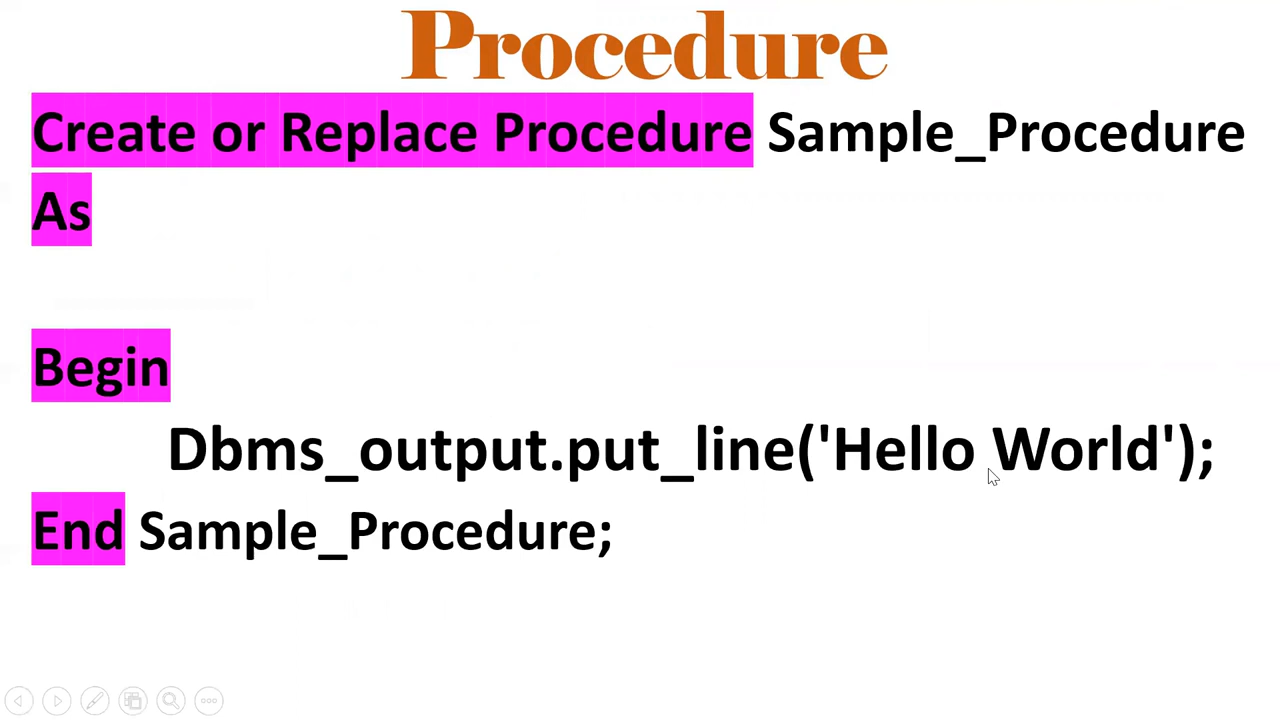 Procedure
Create or Replace Procedure Sample_Procedure
As
Begin
Dbms_output.put_line('Hello World');
End Sample_Procedure;